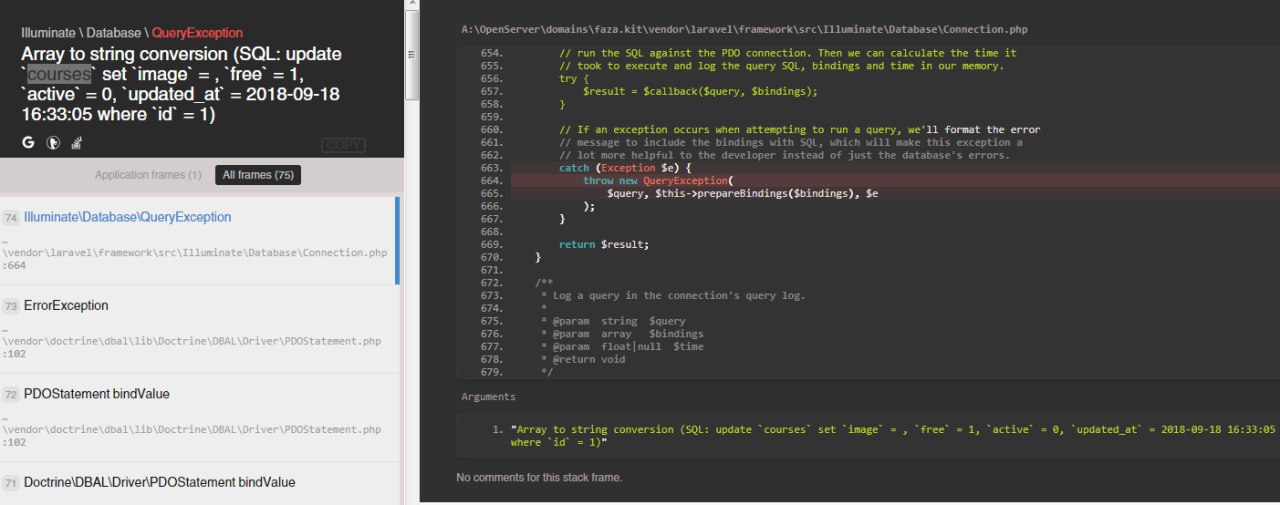 Illuminate \ Database \ QueryException
Array to string conversion (SQL: update
`courses` set `image` = , `free` = 1,
`active` = 0, `updated_at` = 2018-09-18
16:33:05 where `id` = 1)
COPY
Application frames (1)
All frames (75)
74 Illuminate\Database\QueryException
…
\vendor\laravel\framework\src\Illuminate\Database\Connection.php
:664
73 ErrorException
…
\vendor\doctrine\dbal\lib\Doctrine\DBAL\Driver\PDOStatement.php
:102
72 PDOStatement bindValue
…
\vendor\doctrine\dbal\lib\Doctrine\DBAL\Driver\PDOStatement.php
:102
71 Doctrine\DBAL\Driver\PDOStatement bindValue
A:\OpenServer\domains\faza.kit\vendor\laravel\framework\src\Illuminate\Database\Connection.php
654. // run the SQL against the PDO connection. Then we can calculate the time it
655. // took to execute and log the query SQL, bindings and time in our memory.
656. try {
657. $result = $callback($query, $bindings);
658. }
659.
660. // If an exception occurs when attempting to run a query, we'll format the error
661. // message to include the bindings with SQL, which will make this exception a
662. // lot more helpful to the developer instead of just the database's errors.
663. catch (Exception $e) {
664. throw new QueryException(
665. $query, $this->prepareBindings($bindings), $e
666. );
667. }
668.
669. return $result;
670. }
671.
672. /**
673. * Log a query in the connection's query log.
674. *
675. * @param string $query
676. * @param array $bindings
677. * @param float|null $time
678. * @return void
679. */
Arguments
1. "Array to string conversion (SQL: update `courses` set `image` = , `free` = 1, `active` = 0, `updated_at` = 2018-09-18 16:33:05
where `id` = 1)"
No comments for this stack frame.